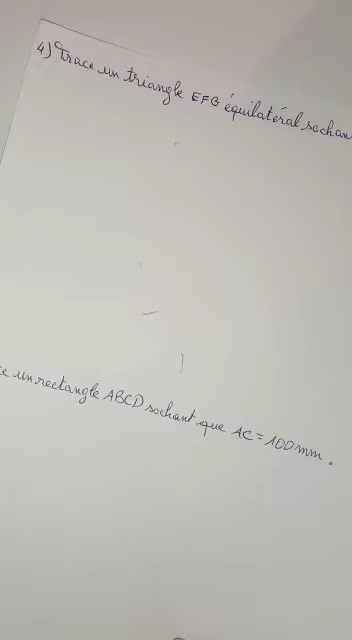 4) Trace un triangle EFG équilatéral sachan
un rectangle ABCD sachant que AC = 100 mm.